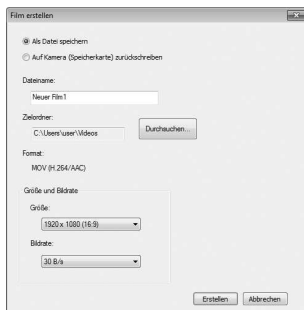 Film erstellen
Als Datei speichern
Auf Kamera (Speicherkarte) zurückschreiben
Dateiname:
Neuer Film1
Zielordner:
C:\Users\user\Videos
Durchsuchen...
Format:
MOV (H.264/AAC)
Größe und Bildrate
Größe:
1920 x 1080 (16:9)
Bildrate:
30 B/s
Erstellen Abbrechen